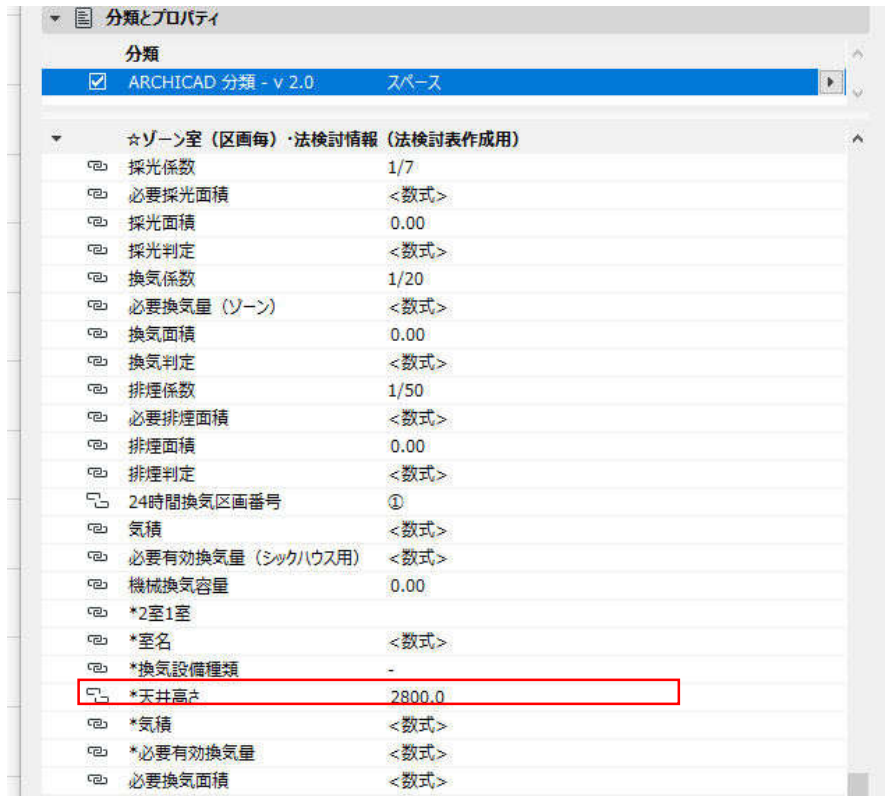 分類とプロパティ
分類
ARCHICAD 分類 - v 2.0 スペース
☆ゾーン室（区画毎）・法検討情報（法検討表作成用）
採光係数 1/7
必要採光面積 <数式>
採光面積 0.00
採光判定 <数式>
換気係数 1/20
必要換気量（ゾーン） <数式>
換気面積 0.00
換気判定 <数式>
排煙係数 1/50
必要排煙面積 <数式>
排煙面積 0.00
排煙判定 <数式>
24時間換気区画番号 ①
気積 <数式>
必要有効換気量（シックハウス用） <数式>
機械換気容量 0.00
*2室1室
*室名 <数式>
*換気設備種類 -
*天井高さ 2800.0
*気積 <数式>
*必要有効換気量 <数式>
必要換気面積 <数式>